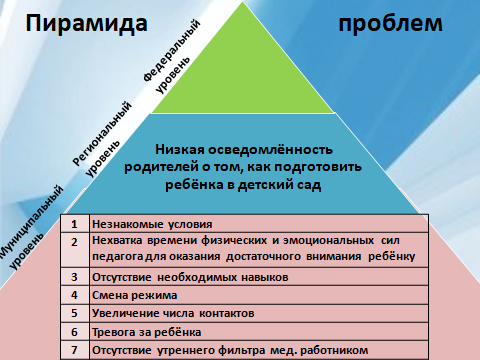 Пирамида проблем
Федеральный
уровень
Региональный
уровень
Муниципальный
уровень
Низкая осведомлённость
родителей о том, как подготовить
ребёнка в детский сад
1 Незнакомые условия
2 Нехватка времени физических и эмоциональных сил
педагога для оказания достаточного внимания ребёнку
3 Отсутствие необходимых навыков
4 Смена режима
5 Увеличение числа контактов
6 Тревога за ребёнка
7 Отсутствие утреннего фильтра мед. работником